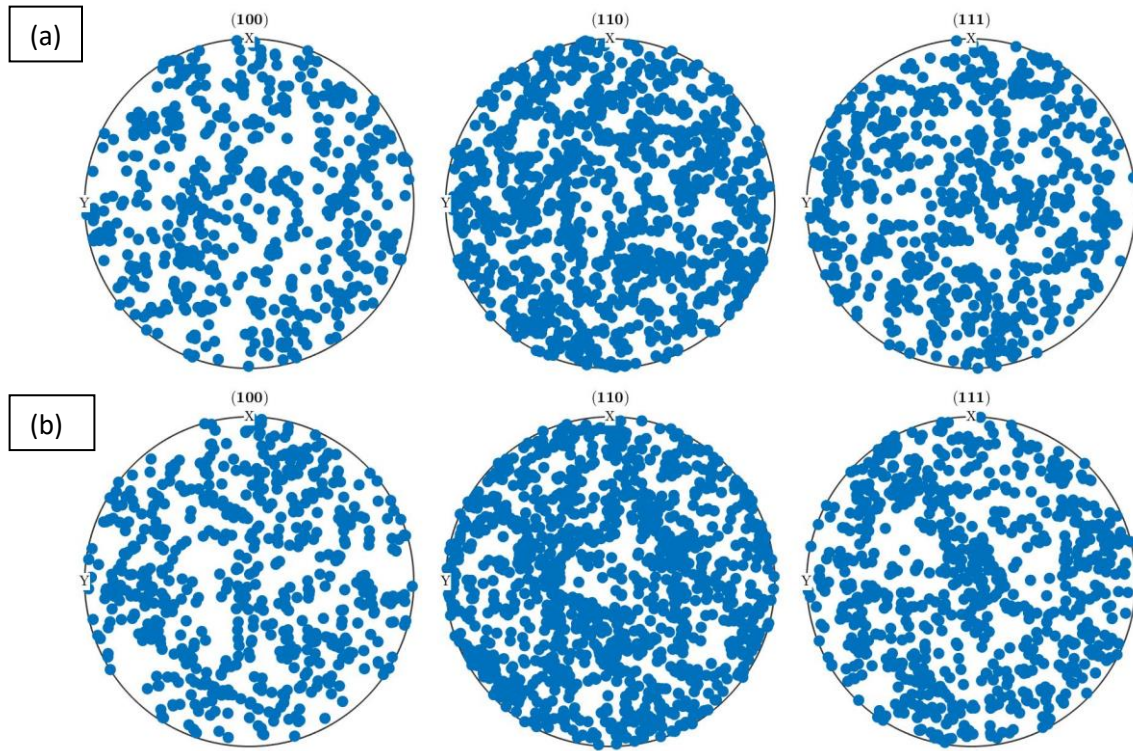 (a)
(100) (110) (111)
X X X
Y Y Y
(b)
(100) (110) (111)
X X X
Y Y Y